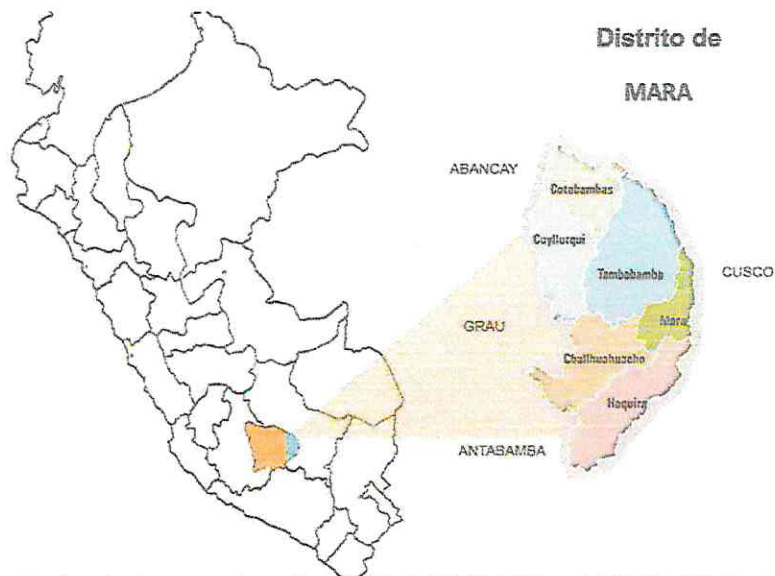 Distrito de
MARA
ABANCAY
Cotabambas
Coyllurqui
Tambobamba
CUSCO
GRAU
Mara
Challhuahuacho
Haquira
ANTABAMBA